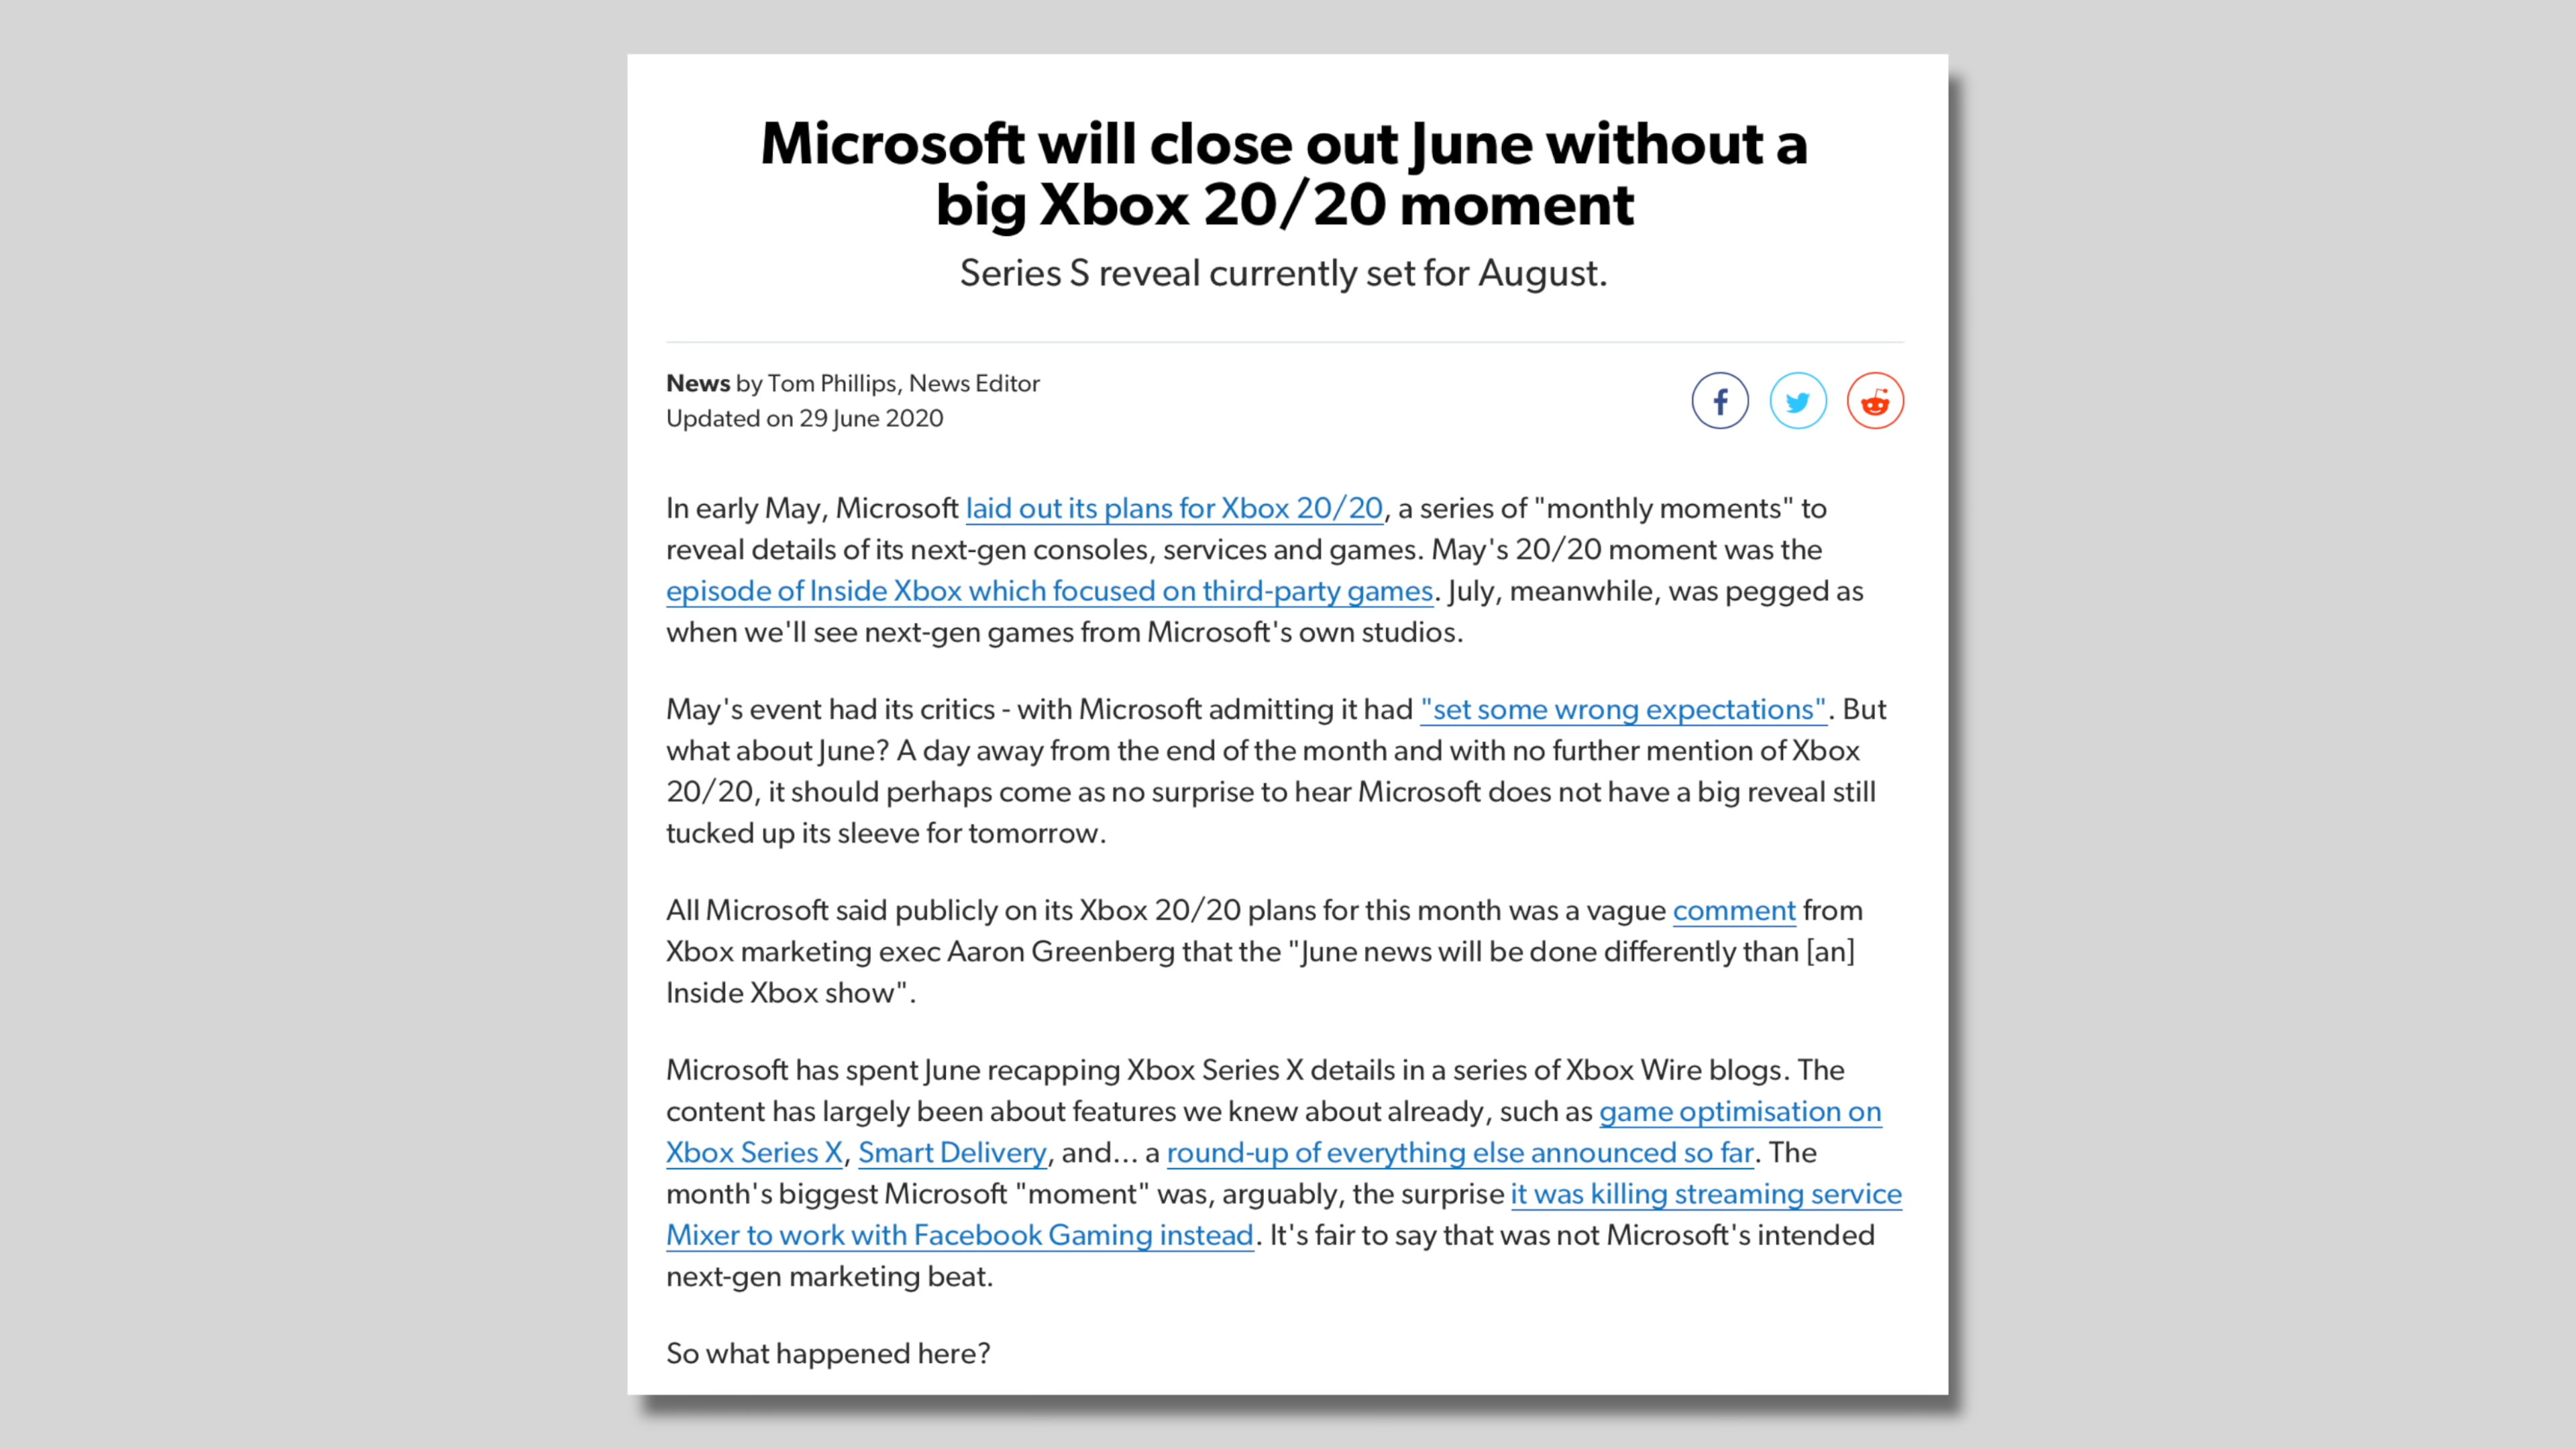 Microsoft will close out June without a
big Xbox 20/20 moment
Series S reveal currently set for August.
News by Tom Phillips, News Editor
Updated on 29 June 2020
In early May, Microsoft laid out its plans for Xbox 20/20, a series of "monthly moments" to
reveal details of its next-gen consoles, services and games. May's 20/20 moment was the
episode of Inside Xbox which focused on third-party games. July, meanwhile, was pegged as
when we'll see next-gen games from Microsoft's own studios.
May's event had its critics - with Microsoft admitting it had "set some wrong expectations". But
what about June? A day away from the end of the month and with no further mention of Xbox
20/20, it should perhaps come as no surprise to hear Microsoft does not have a big reveal still
tucked up its sleeve for tomorrow.
All Microsoft said publicly on its Xbox 20/20 plans for this month was a vague comment from
Xbox marketing exec Aaron Greenberg that the "June news will be done differently than [an]
Inside Xbox show".
Microsoft has spent June recapping Xbox Series X details in a series of Xbox Wire blogs. The
content has largely been about features we knew about already, such as game optimisation on
Xbox Series X, Smart Delivery, and... a round-up of everything else announced so far. The
month's biggest Microsoft "moment" was, arguably, the surprise it was killing streaming service
Mixer to work with Facebook Gaming instead. It's fair to say that was not Microsoft's intended
next-gen marketing beat.
So what happened here?